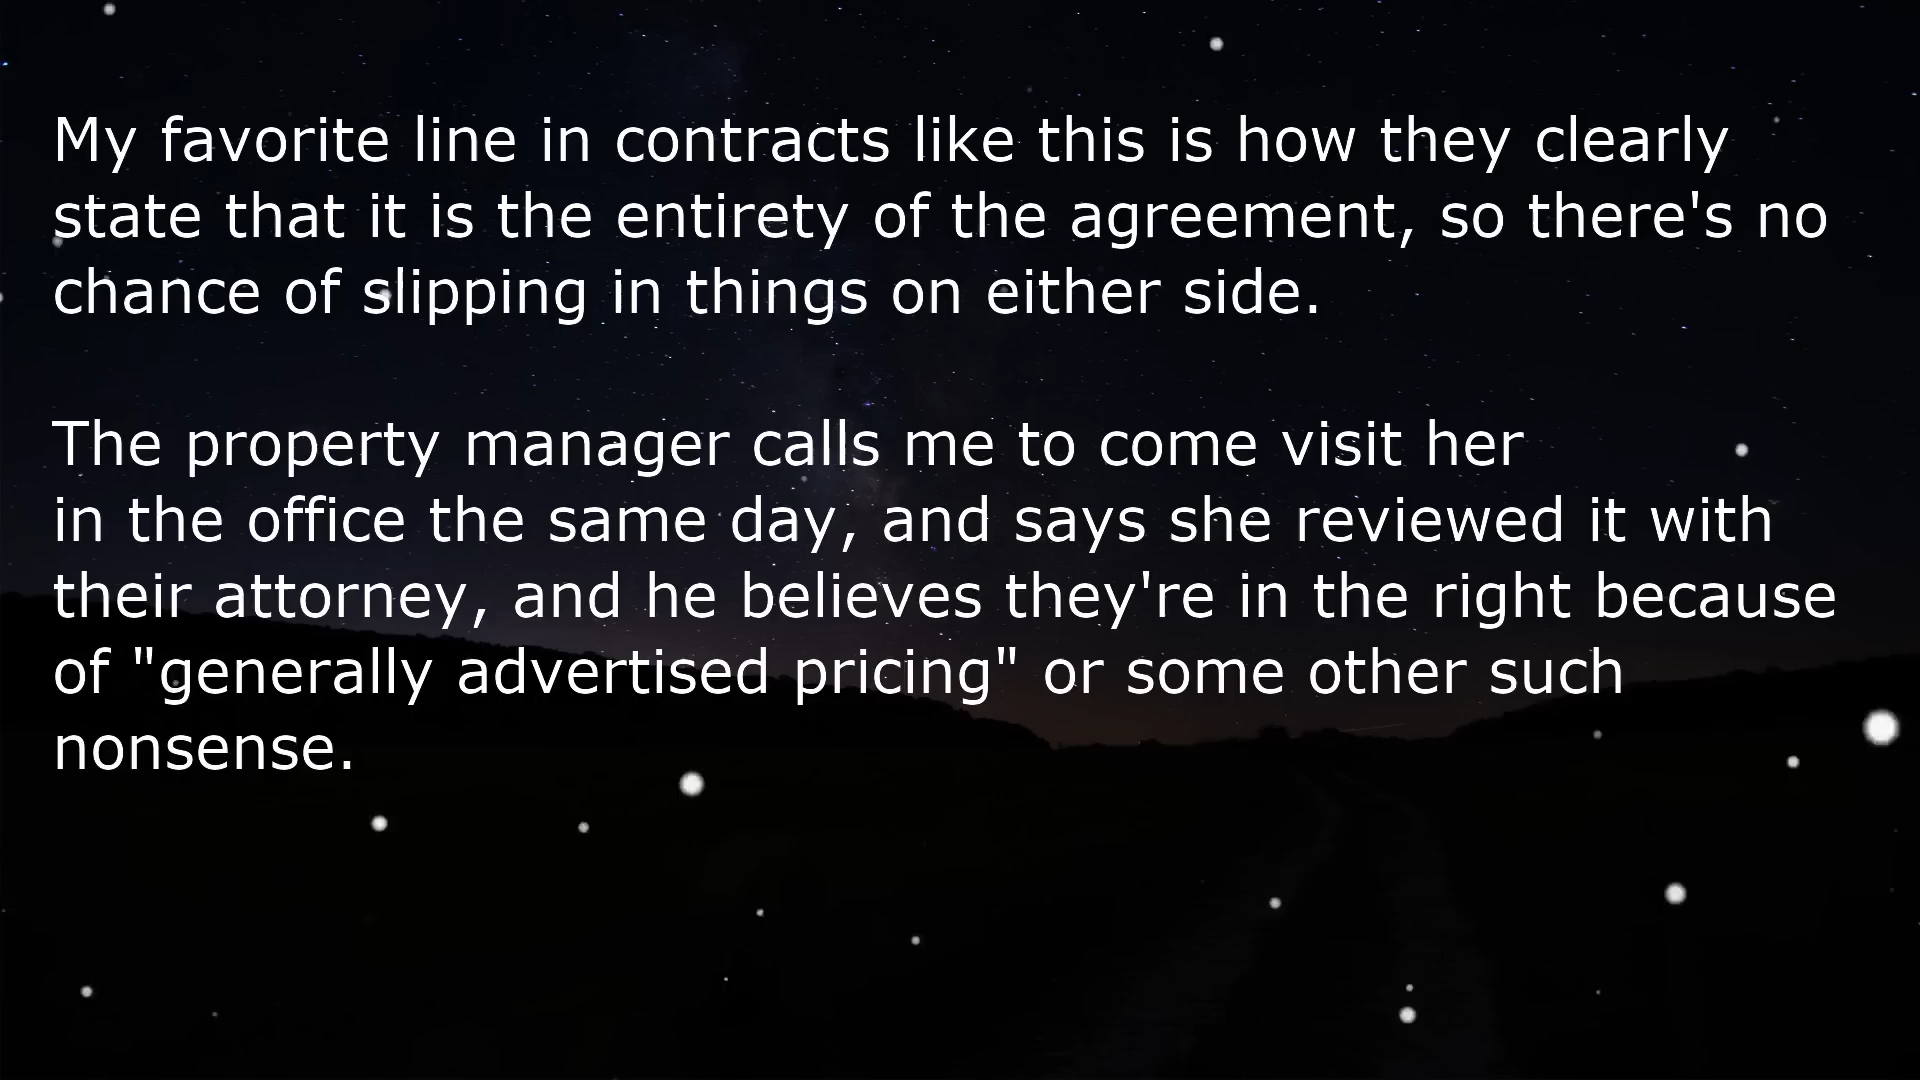 My favorite line in contracts like this is how they clearly
state that it is the entirety of the agreement, so there's no
chance of slipping in things on either side.
The property manager calls me to come visit her
in the office the same day, and says she reviewed it with
their attorney, and he believes they're in the right because
of "generally advertised pricing" or some other such
nonsense.